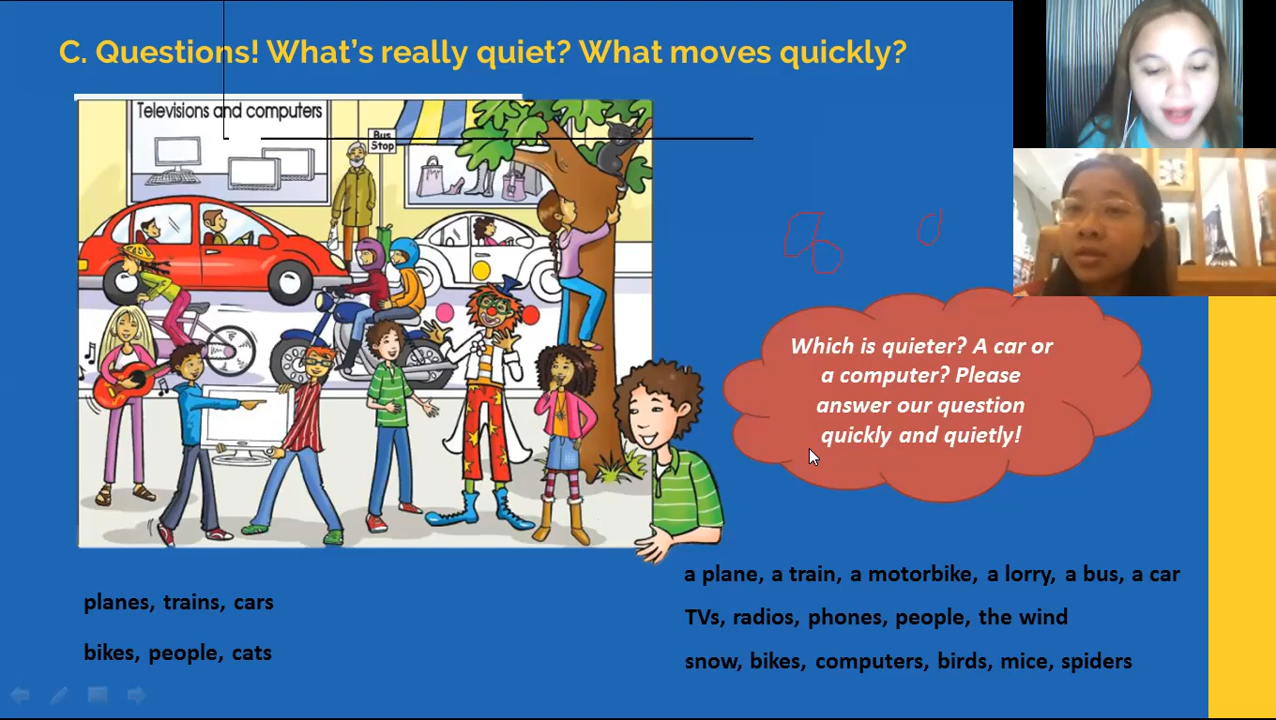 C. Questions! What's really quiet? What moves quickly?
Televisions and computers
Bus
Stop
Which is quieter? A car or
a computer? Please
answer our question
quickly and quietly!
planes, trains, cars
bikes, people, cats
a plane, a train, a motorbike, a lorry, a bus, a car
TVs, radios, phones, people, the wind
snow, bikes, computers, birds, mice, spiders